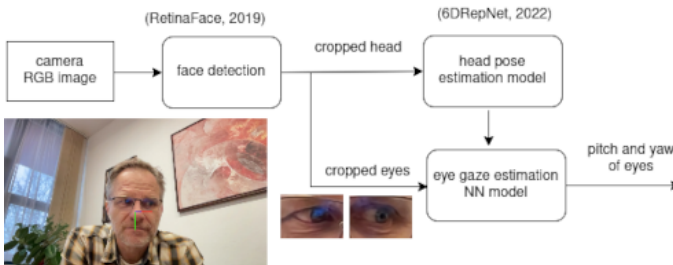 (RetinaFace, 2019)
(6DRepNet, 2022)
camera
RGB image
face detection
cropped head
head pose
estimation model
cropped eyes
eye gaze estimation
NN model
pitch and yaw
of eyes